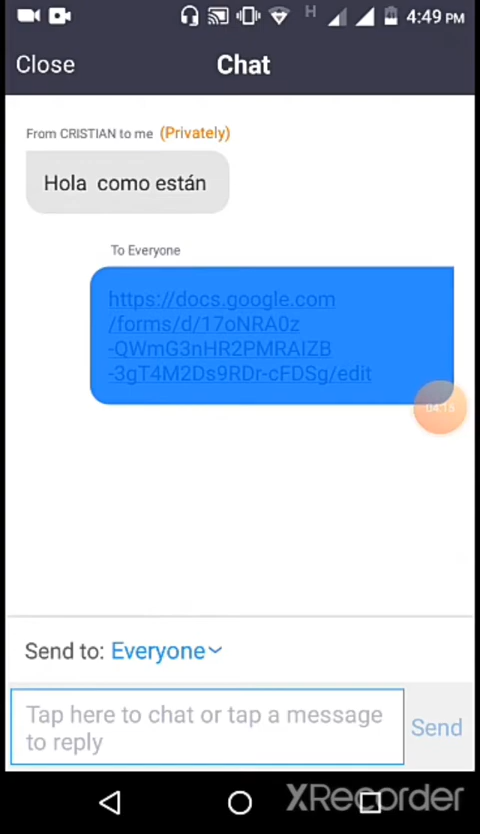 H 4:49 PM
Close Chat
From CRISTIAN to me (Privately)
Hola como están
To Everyone
https://docs.google.com
/forms/d/17oNRA0z
-QWmG3nHR2PMRAIZB
-3gT4M2Ds9RDr-cFDSg/edit
04:13
Send to: Everyone
Tap here to chat or tap a message
to reply
Send
XRecorder